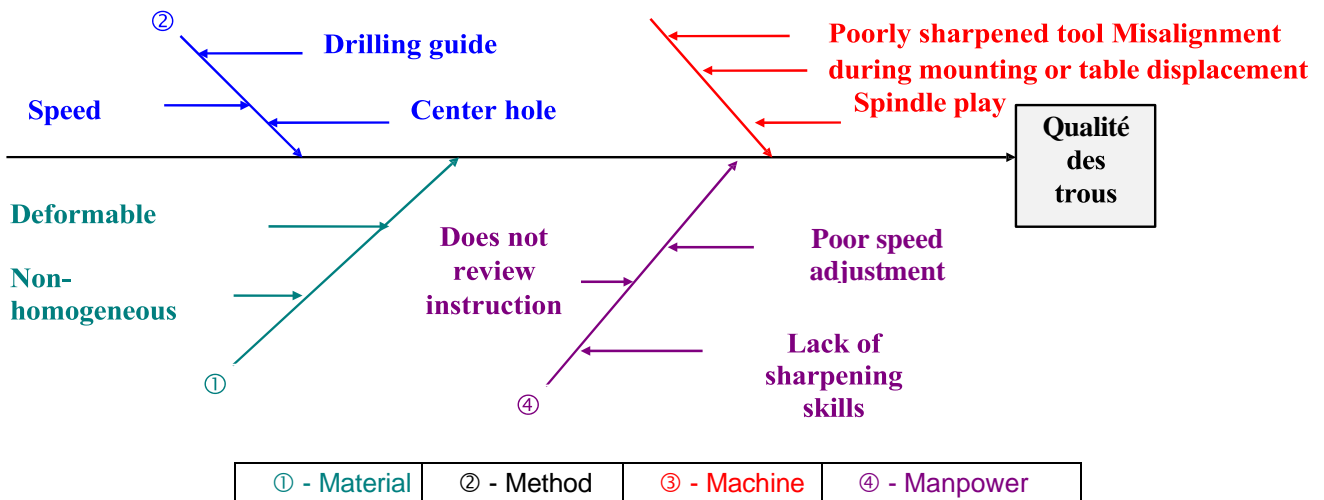 ②
Drilling guide
Speed
Center hole
Poorly sharpened tool Misalignment
during mounting or table displacement
Spindle play
Qualité
des
trous
Deformable
Non-
homogeneous
①
Does not
review
instruction
Poor speed
adjustment
Lack of
sharpening
skills
④
① - Material
② - Method
③ - Machine
④ - Manpower